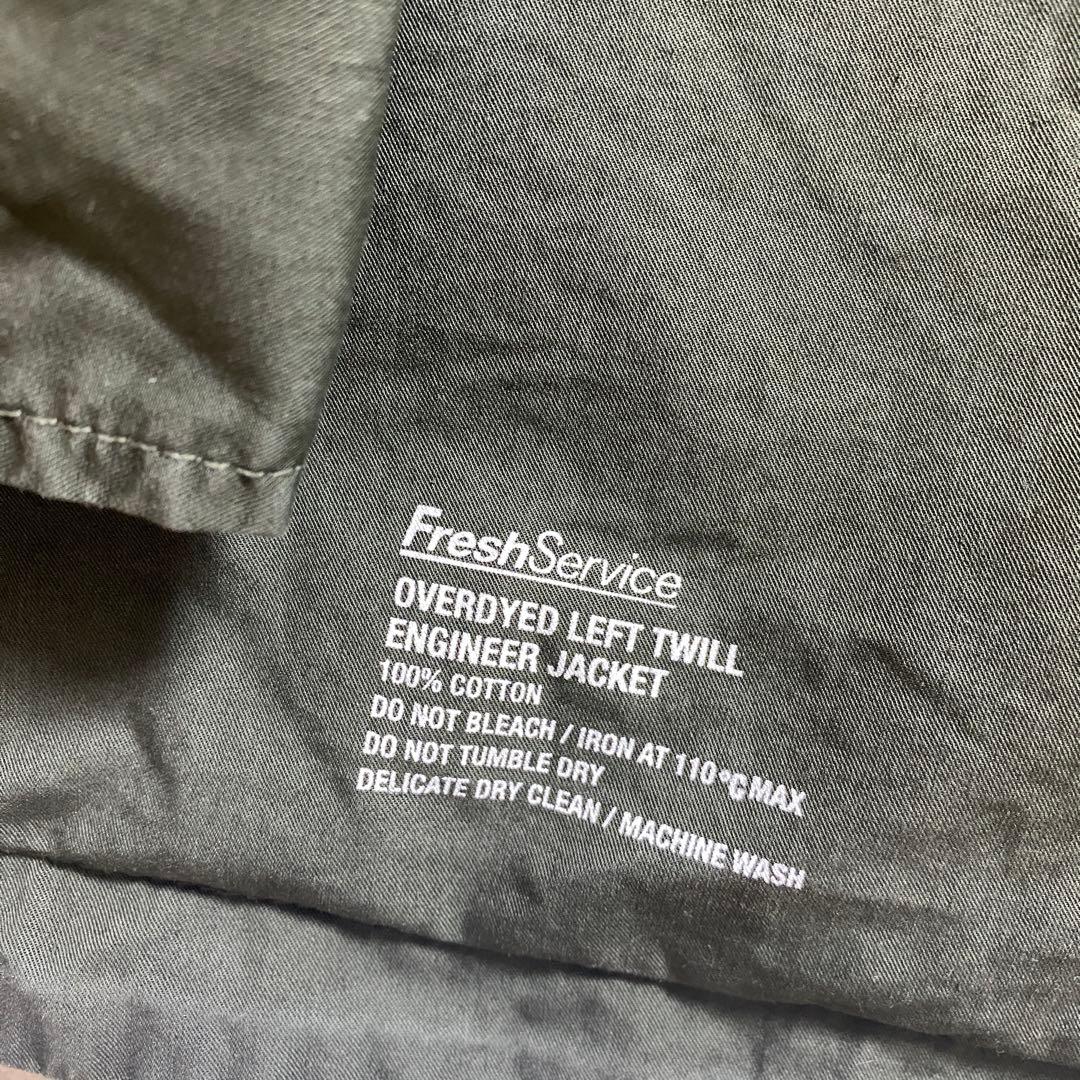 FreshService
OVERDYED LEFT TWILL
ENGINEER JACKET
100% COTTON
DO NOT BLEACH / IRON AT 110℃ MAX
DO NOT TUMBLE DRY
DELICATE DRY CLEAN / MACHINE WASH